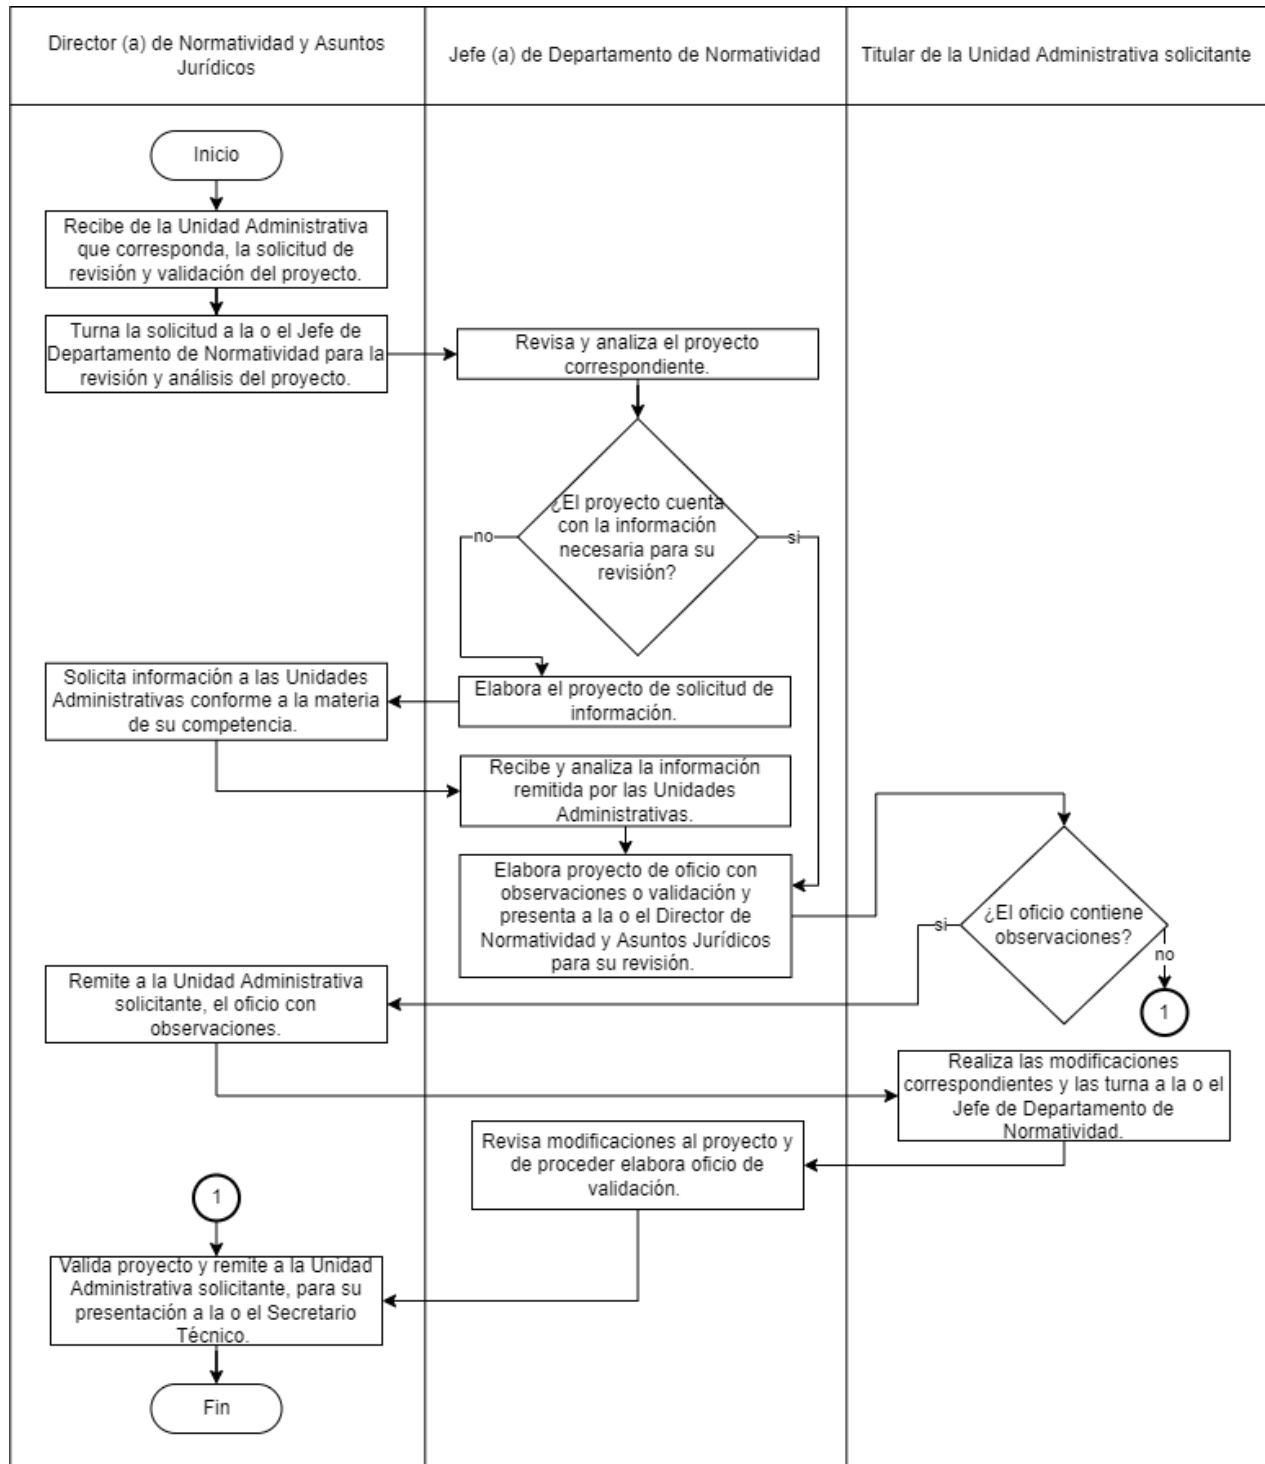 Director (a) de Normatividad y Asuntos
Jurídicos
Jefe (a) de Departamento de Normatividad
Titular de la Unidad Administrativa solicitante
Inicio
Recibe de la Unidad Administrativa
que corresponda, la solicitud de
revisión y validación del proyecto.
Turna la solicitud a la o el Jefe de
Departamento de Normatividad para la
revisión y análisis del proyecto.
Revisa y analiza el proyecto
correspondiente.
¿El proyecto cuenta
con la información
necesaria para su
revisión?
no
si
Elabora el proyecto de solicitud de
información.
Solicita información a las Unidades
Administrativas conforme a la materia
de su competencia.
Recibe y analiza la información
remitida por las Unidades
Administrativas.
Elabora proyecto de oficio con
observaciones o validación y
presenta a la o el Director de
Normatividad y Asuntos Jurídicos
para su revisión.
¿El oficio contiene
observaciones?
si
no
1
Remite a la Unidad Administrativa
solicitante, el oficio con
observaciones.
Realiza las modificaciones
correspondientes y las turna a la o el
Jefe de Departamento de
Normatividad.
Revisa modificaciones al proyecto y
de proceder elabora oficio de
validación.
1
Valida proyecto y remite a la Unidad
Administrativa solicitante, para su
presentación a la o el Secretario
Técnico.
Fin